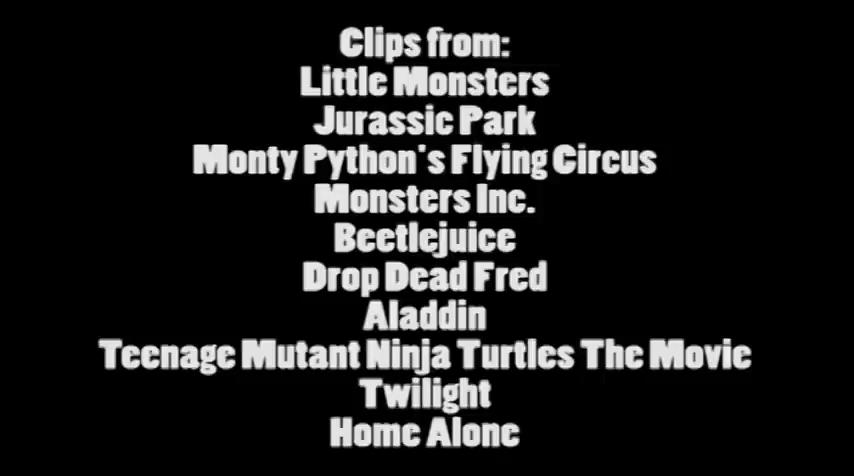 Clips from:
Little Monsters
Jurassic Park
Monty Python's Flying Circus
Monsters Inc.
Beetlejuice
Drop Dead Fred
Aladdin
Teenage Mutant Ninja Turtles The Movie
Twilight
Home Alone